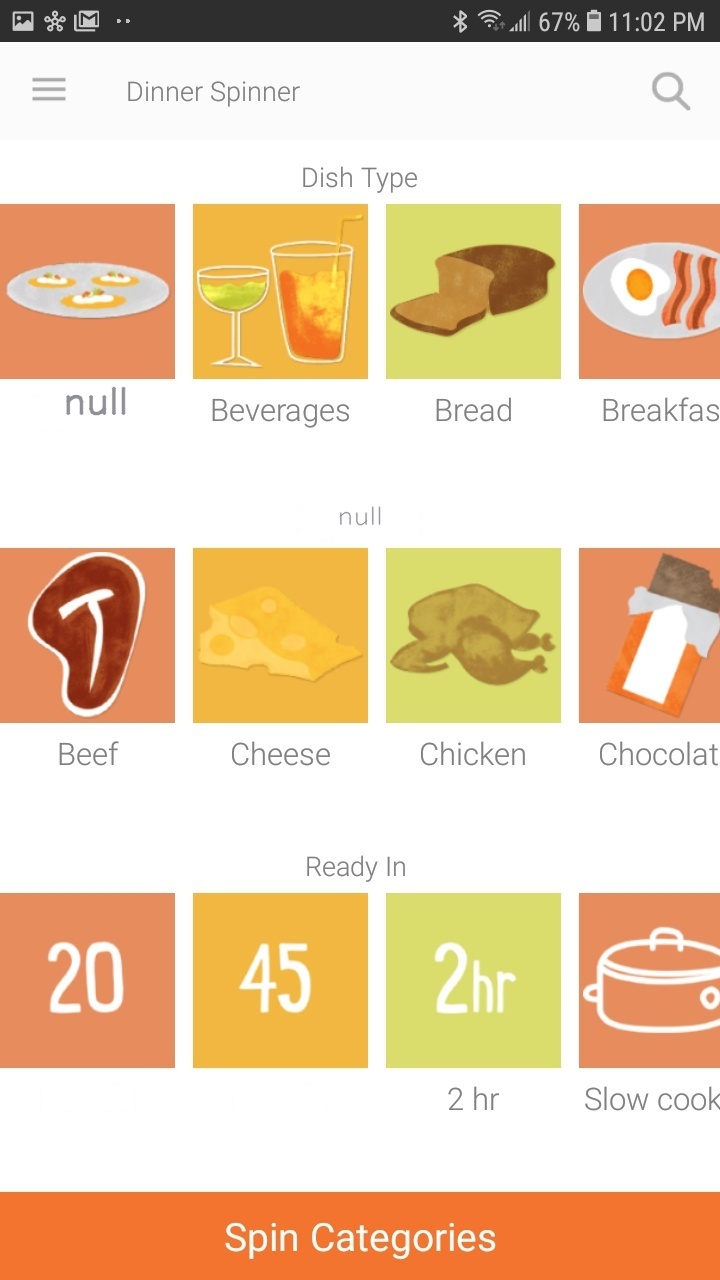 67% 11:02 PM
Dinner Spinner
Dish Type
null
Beverages
Bread
Breakfas
null
Beef
Cheese
Chicken
Chocolat
Ready In
20
45
2hr
2 hr
Slow cook
Spin Categories